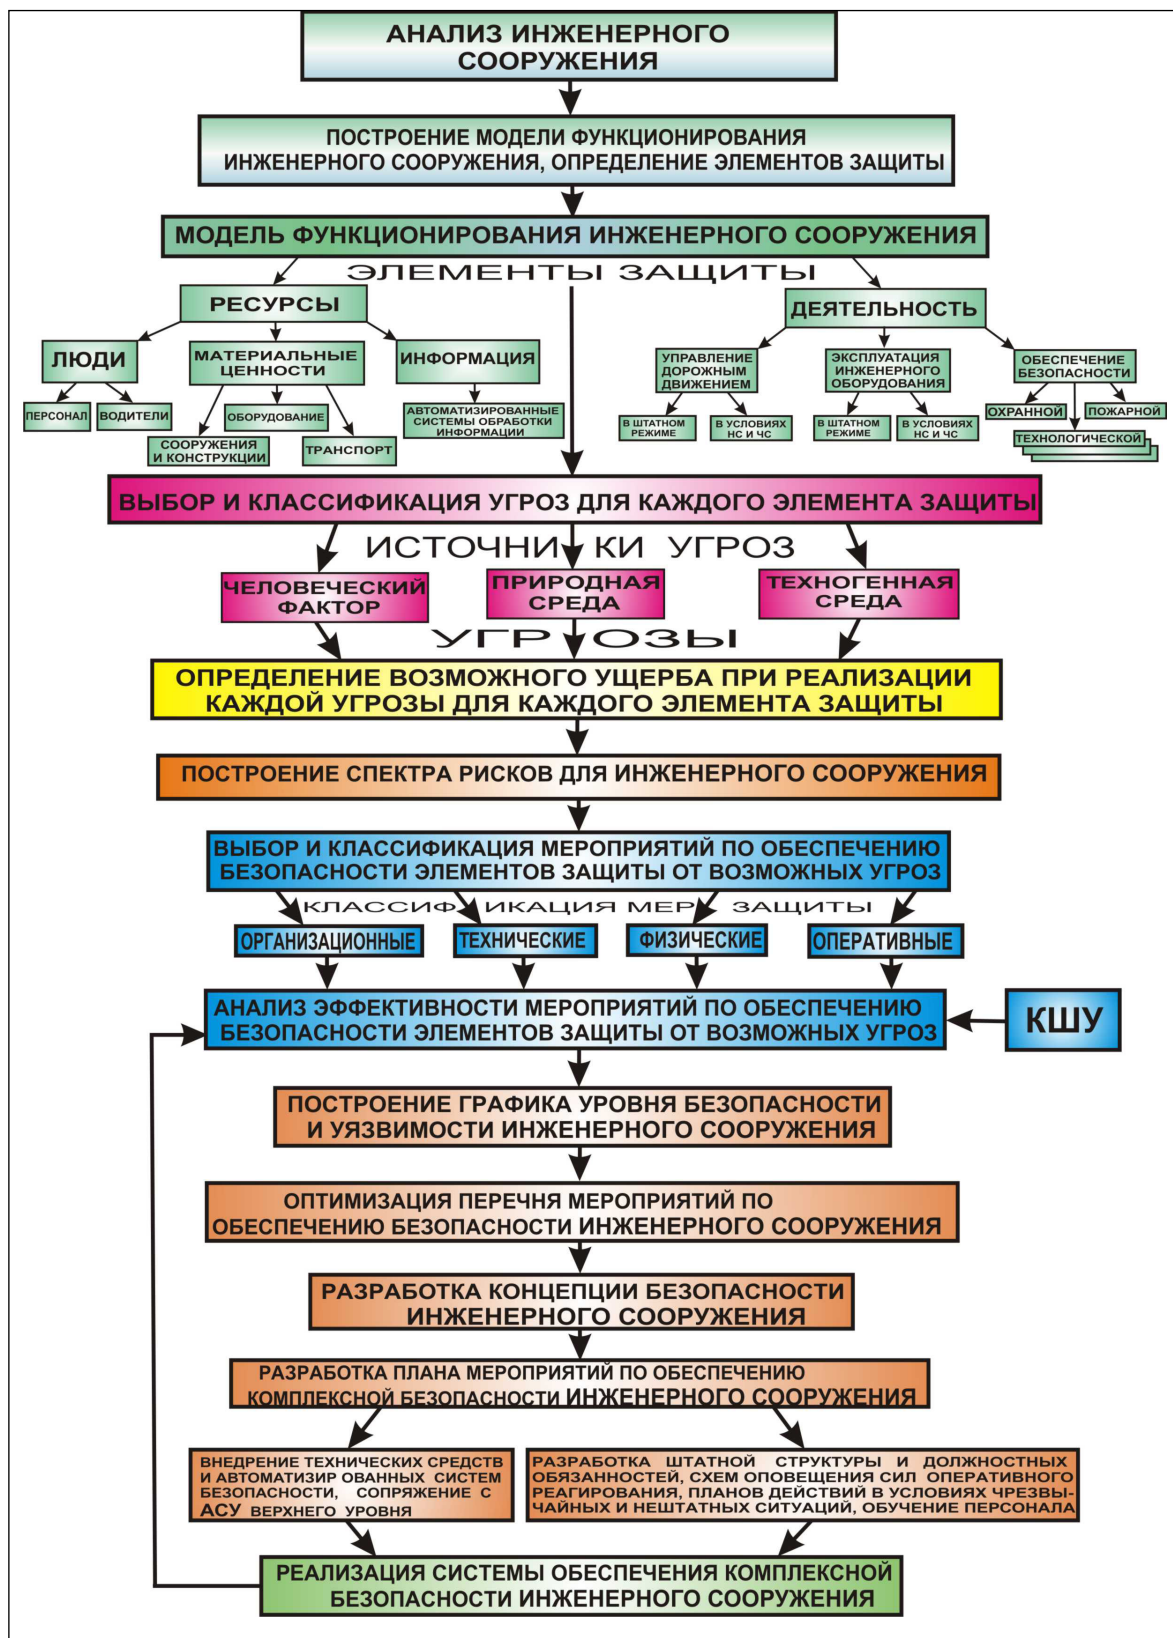 АНАЛИЗ ИНЖЕНЕРНОГО
СООРУЖЕНИЯ
ПОСТРОЕНИЕ МОДЕЛИ ФУНКЦИОНИРОВАНИЯ
ИНЖЕНЕРНОГО СООРУЖЕНИЯ, ОПРЕДЕЛЕНИЕ ЭЛЕМЕНТОВ ЗАЩИТЫ
МОДЕЛЬ ФУНКЦИОНИРОВАНИЯ ИНЖЕНЕРНОГО СООРУЖЕНИЯ
ЭЛЕМЕНТЫ ЗАЩИТЫ
РЕСУРСЫ
ДЕЯТЕЛЬНОСТЬ
ЛЮДИ
МАТЕРИАЛЬНЫЕ
ЦЕННОСТИ
ИНФОРМАЦИЯ
УПРАВЛЕНИЕ
ДОРОЖНЫМ
ДВИЖЕНИЕМ
ЭКСПЛУАТАЦИЯ
ИНЖЕНЕРНОГО
ОБОРУДОВАНИЯ
ОБЕСПЕЧЕНИЕ
БЕЗОПАСНОСТИ
ПЕРСОНАЛ
ВОДИТЕЛИ
ОБОРУДОВАНИЕ
АВТОМАТИЗИРОВАННЫЕ
СИСТЕМЫ ОБРАБОТКИ
ИНФОРМАЦИИ
СООРУЖЕНИЯ
И КОНСТРУКЦИИ
ТРАНСПОРТ
В ШТАТНОМ
РЕЖИМЕ
В УСЛОВИЯХ
НС И ЧС
В ШТАТНОМ
РЕЖИМЕ
В УСЛОВИЯХ
НС И ЧС
ОХРАННОЙ
ПОЖАРНОЙ
ТЕХНОЛОГИЧЕСКОЙ
ВЫБОР И КЛАССИФИКАЦИЯ УГРОЗ ДЛЯ КАЖДОГО ЭЛЕМЕНТА ЗАЩИТЫ
ИСТОЧНИ КИ УГРОЗ
ЧЕЛОВЕЧЕСКИЙ
ФАКТОР
ПРИРОДНАЯ
СРЕДА
ТЕХНОГЕННАЯ
СРЕДА
УГР ОЗЫ
ОПРЕДЕЛЕНИЕ ВОЗМОЖНОГО УЩЕРБА ПРИ РЕАЛИЗАЦИИ
КАЖДОЙ УГРОЗЫ ДЛЯ КАЖДОГО ЭЛЕМЕНТА ЗАЩИТЫ
ПОСТРОЕНИЕ СПЕКТРА РИСКОВ ДЛЯ ИНЖЕНЕРНОГО СООРУЖЕНИЯ
ВЫБОР И КЛАССИФИКАЦИЯ МЕРОПРИЯТИЙ ПО ОБЕСПЕЧЕНИЮ
БЕЗОПАСНОСТИ ЭЛЕМЕНТОВ ЗАЩИТЫ ОТ ВОЗМОЖНЫХ УГРОЗ
КЛАССИФ ИКАЦИЯ МЕР ЗАЩИТЫ
ОРГАНИЗАЦИОННЫЕ
ТЕХНИЧЕСКИЕ
ФИЗИЧЕСКИЕ
ОПЕРАТИВНЫЕ
АНАЛИЗ ЭФФЕКТИВНОСТИ МЕРОПРИЯТИЙ ПО ОБЕСПЕЧЕНИЮ
БЕЗОПАСНОСТИ ЭЛЕМЕНТОВ ЗАЩИТЫ ОТ ВОЗМОЖНЫХ УГРОЗ
КШУ
ПОСТРОЕНИЕ ГРАФИКА УРОВНЯ БЕЗОПАСНОСТИ
И УЯЗВИМОСТИ ИНЖЕНЕРНОГО СООРУЖЕНИЯ
ОПТИМИЗАЦИЯ ПЕРЕЧНЯ МЕРОПРИЯТИЙ ПО
ОБЕСПЕЧЕНИЮ БЕЗОПАСНОСТИ ИНЖЕНЕРНОГО СООРУЖЕНИЯ
РАЗРАБОТКА КОНЦЕПЦИИ БЕЗОПАСНОСТИ
ИНЖЕНЕРНОГО СООРУЖЕНИЯ
РАЗРАБОТКА ПЛАНА МЕРОПРИЯТИЙ ПО ОБЕСПЕЧЕНИЮ
КОМПЛЕКСНОЙ БЕЗОПАСНОСТИ ИНЖЕНЕРНОГО СООРУЖЕНИЯ
ВНЕДРЕНИЕ ТЕХНИЧЕСКИХ СРЕДСТВ
И АВТОМАТИЗИР ОВАННЫХ СИСТЕМ
БЕЗОПАСНОСТИ, СОПРЯЖЕНИЕ С
АСУ ВЕРХНЕГО УРОВНЯ
РАЗРАБОТКА ШТАТНОЙ СТРУКТУРЫ И ДОЛЖНОСТНЫХ
ОБЯЗАННОСТЕЙ, СХЕМ ОПОВЕЩЕНИЯ СИЛ ОПЕРАТИВНОГО
РЕАГИРОВАНИЯ, ПЛАНОВ ДЕЙСТВИЙ В УСЛОВИЯХ ЧРЕЗВЫ-
ЧАЙНЫХ И НЕШТАТНЫХ СИТУАЦИЙ, ОБУЧЕНИЕ ПЕРСОНАЛА
РЕАЛИЗАЦИЯ СИСТЕМЫ ОБЕСПЕЧЕНИЯ КОМПЛЕКСНОЙ
БЕЗОПАСНОСТИ ИНЖЕНЕРНОГО СООРУЖЕНИЯ